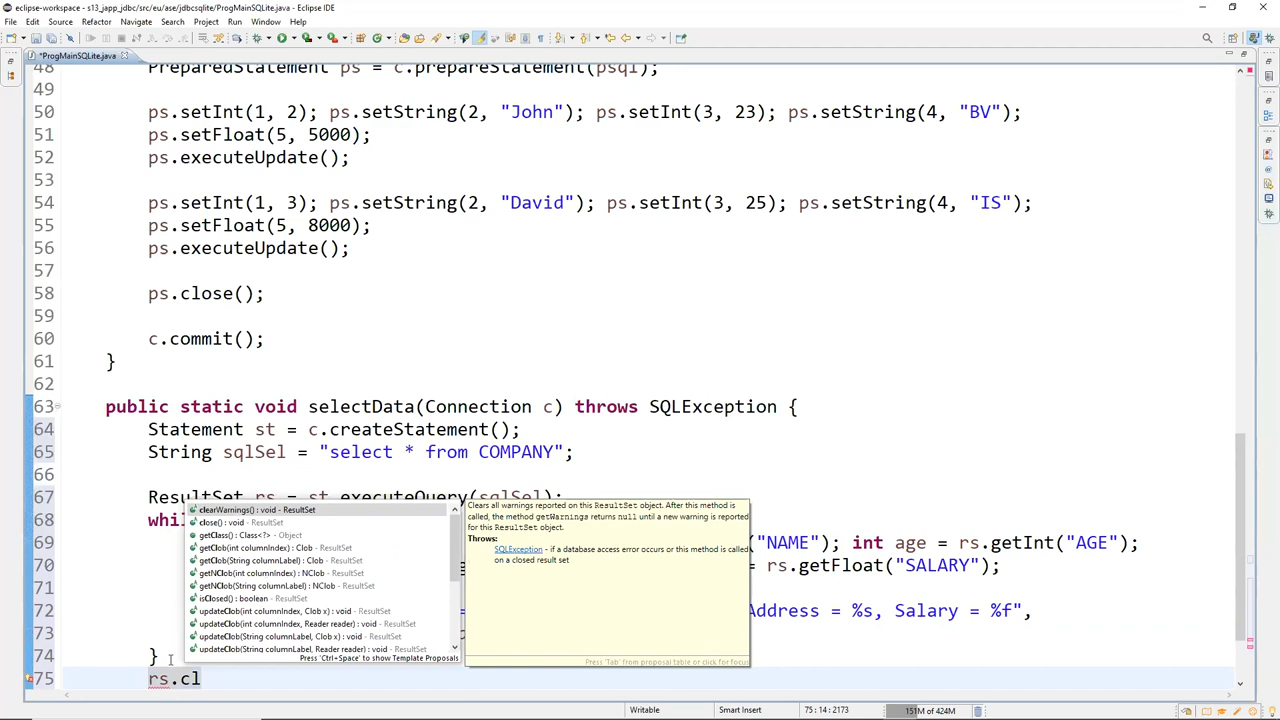 eclipse-workspace - s13_japp_jdbc/src/eu/ase/jdbcsqlite/ProgMainSQLite.java - Eclipse IDE
File Edit Source Refactor Navigate Search Project Run Window Help
*ProgMainSQLite.java
48 PreparedStatement ps = c.prepareStatement(psql);
49
50 ps.setInt(1, 2); ps.setString(2, "John"); ps.setInt(3, 23); ps.setString(4, "BV");
51 ps.setFloat(5, 5000);
52 ps.executeUpdate();
53
54 ps.setInt(1, 3); ps.setString(2, "David"); ps.setInt(3, 25); ps.setString(4, "IS");
55 ps.setFloat(5, 8000);
56 ps.executeUpdate();
57
58 ps.close();
59
60 c.commit();
61 }
62
63 public static void selectData(Connection c) throws SQLException {
64 Statement st = c.createStatement();
65 String sqlSel = "select * from COMPANY";
66
67 ResultSet rs = st.executeQuery(sqlSel);
68 whi
69 "NAME"); int age = rs.getInt("AGE");
70 = rs.getFloat("SALARY");
71
72 Address = %s, Salary = %f",
73
74 }
75 rs.cl
clearWarnings() : void - ResultSet
close() : void - ResultSet
getClass() : Class<?> - Object
getClob(int columnIndex) : Clob - ResultSet
getClob(String columnLabel) : Clob - ResultSet
getNClob(int columnIndex) : NClob - ResultSet
getNClob(String columnLabel) : NClob - ResultSet
isClosed() : boolean - ResultSet
updateClob(int columnIndex, Clob x) : void - ResultSet
updateClob(int columnIndex, Reader reader) : void - ResultSet
updateClob(String columnLabel, Clob x) : void - ResultSet
updateClob(String columnLabel, Reader reader) : void - ResultSet
Press 'Ctrl+Space' to show Template Proposals
Clears all warnings reported on this ResultSet object. After this method is
called, the method getWarnings returns null until a new warning is reported
for this ResultSet object.
Throws:
SQLException - if a database access error occurs or this method is called
on a closed result set
Press 'Tab' from proposal table or click for focus
Writable Smart Insert 75 : 14 : 2173 151M of 424M